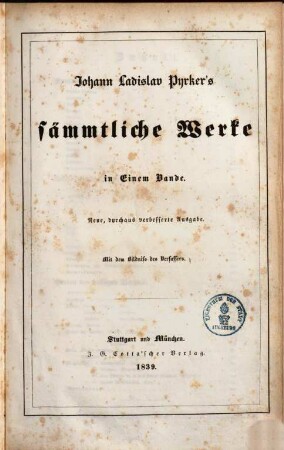 Johann Ladislav Pyrker's
sämmtliche Werke
in Einem Bande.
Neue, durchaus verbesserte Ausgabe.
Mit dem Bildnisse des Verfassers.
Stuttgart und München.
J. G. Cotta'scher Verlag.
1839.